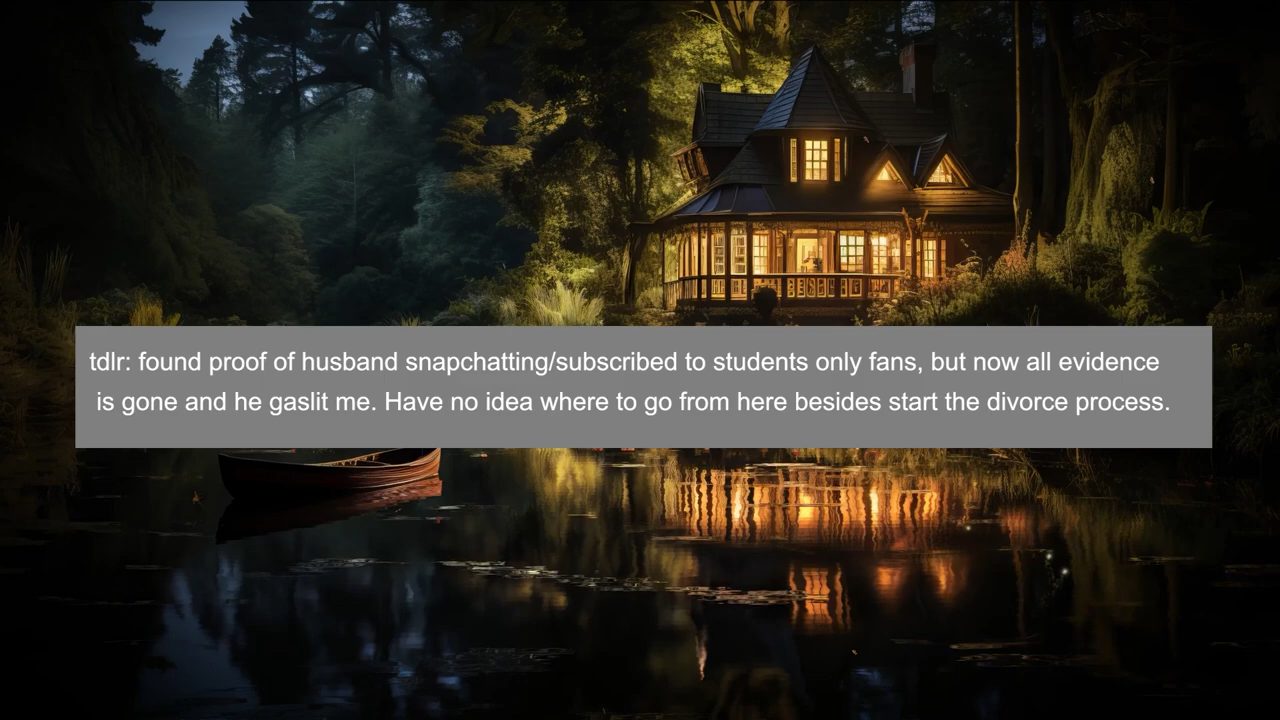 tdlr: found proof of husband snapchatting/subscribed to students only fans, but now all evidence
is gone and he gaslit me. Have no idea where to go from here besides start the divorce process.